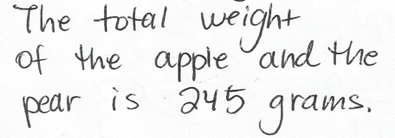 The total weight
of the apple and the
pear is 245 grams.